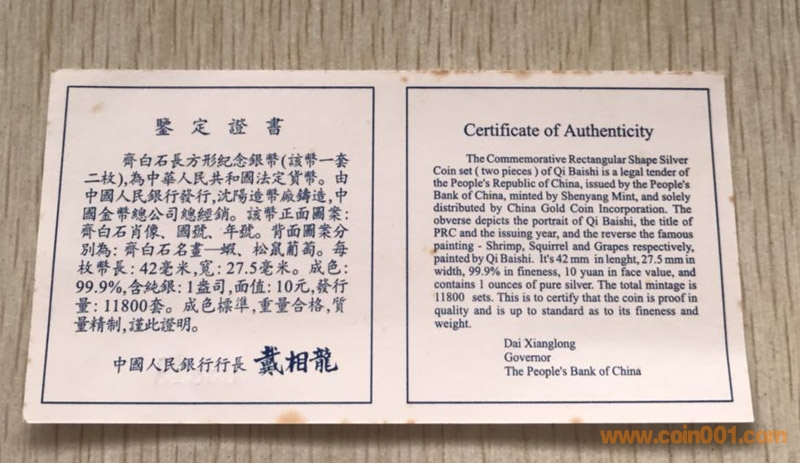 鑒定證書
齊白石長方形紀念銀幣(該幣一套
二枚),為中華人民共和國法定貨幣。由
中國人民銀行發行,沈陽造幣廠鑄造,中
國金幣總公司總經銷。該幣正面圖案:
齊白石肖像、國號、年號。背面圖案分
別為:齊白石名畫—蝦、松鼠葡萄。每
枚幣長:42毫米,寬:27.5毫米。成色:
99.9%,含純銀:1盎司,面值:10元,發行
量:11800套。成色標準,重量合格,質
量精制,謹此證明。
中國人民銀行行長 戴相龍
Certificate of Authenticity
The Commemorative Rectangular Shape Silver
Coin set ( two pieces ) of Qi Baishi is a legal tender of
the People's Republic of China, issued by the People's
Bank of China, minted by Shenyang Mint, and solely
distributed by China Gold Coin Incorporation. The
obverse depicts the portrait of Qi Baishi, the title of
PRC and the issuing year, and the reverse the famous
painting - Shrimp, Squirrel and Grapes respectively,
painted by Qi Baishi. It's 42 mm in lenght, 27.5 mm in
width, 99.9% in fineness, 10 yuan in face value, and
contains 1 ounces of pure silver. The total mintage is
11800 sets. This is to certify that the coin is proof in
quality and is up to standard as to its fineness and
weight.
Dai Xianglong
Governor
The People's Bank of China
www.coin001.com